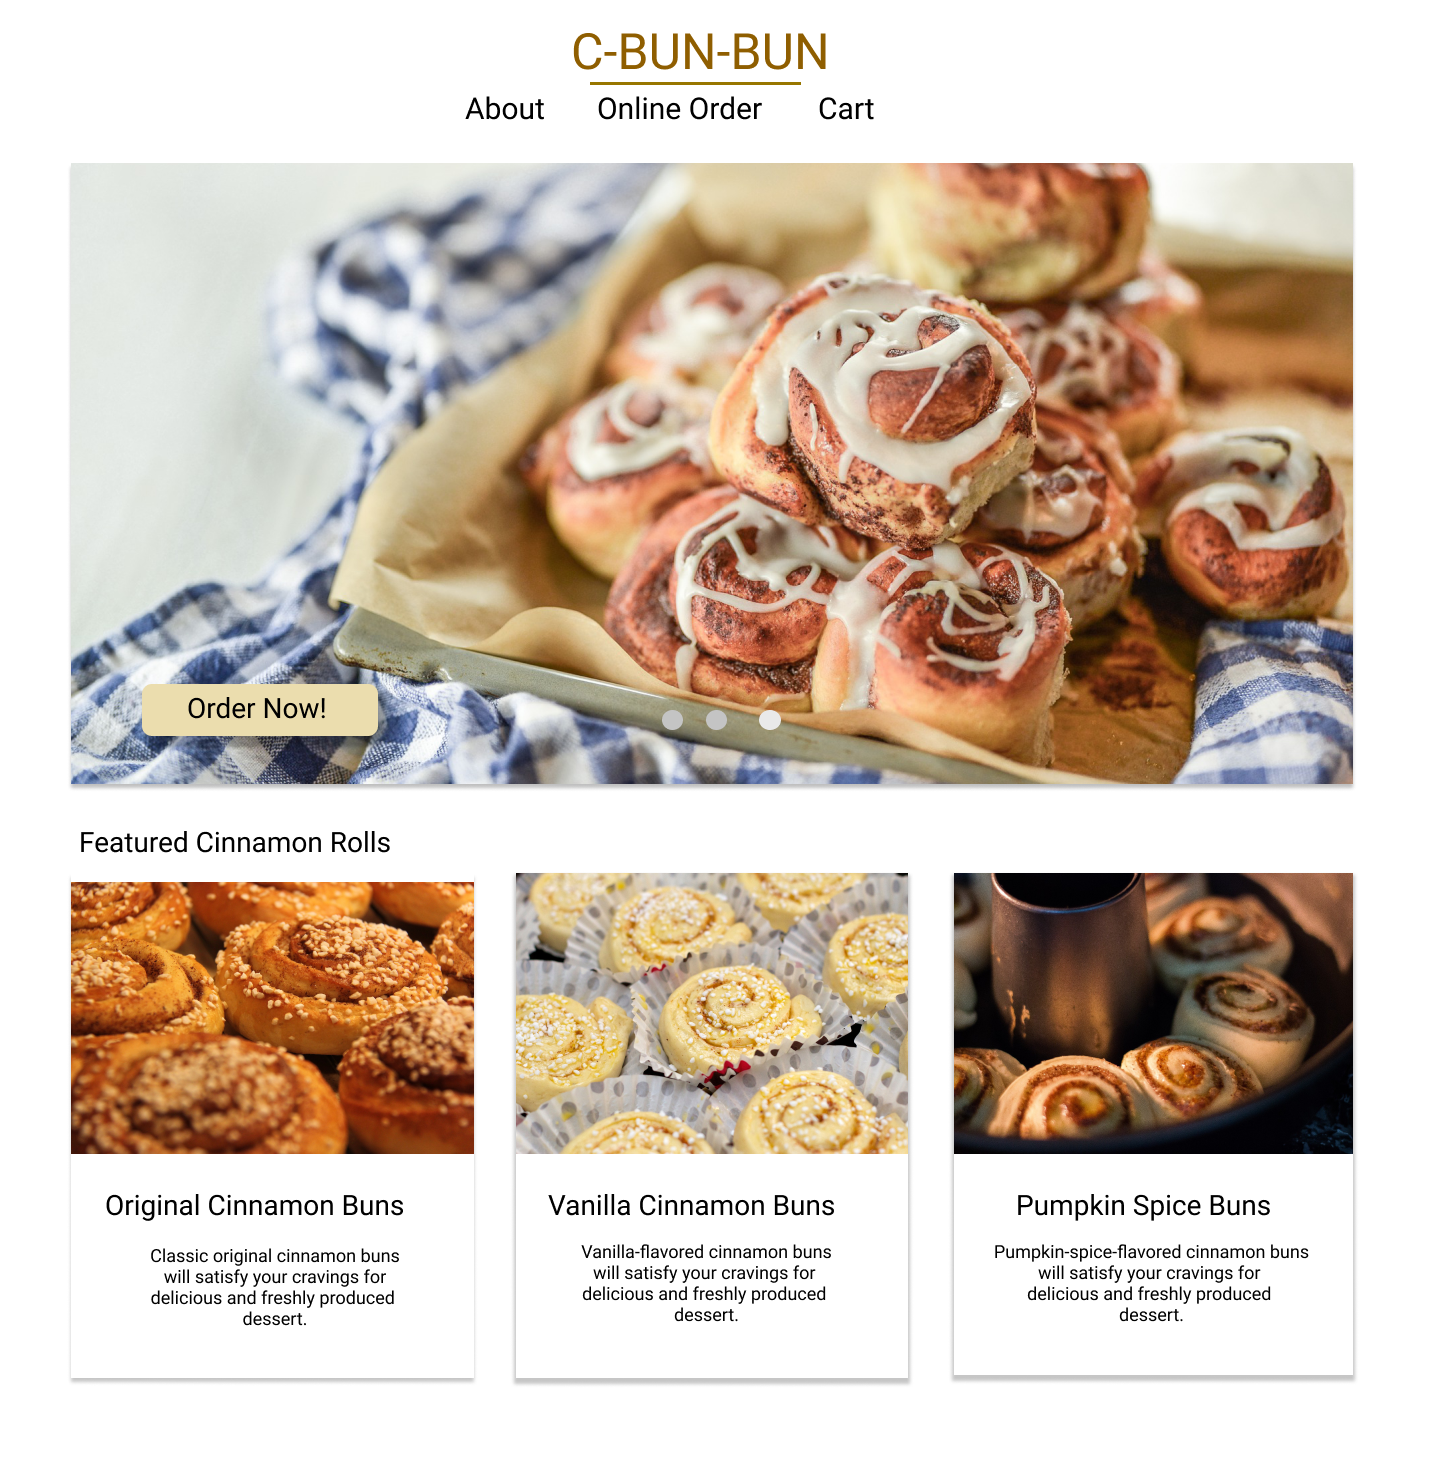 C-BUN-BUN
About Online Order Cart
Order Now!
Featured Cinnamon Rolls
Original Cinnamon Buns
Classic original cinnamon buns
will satisfy your cravings for
delicious and freshly produced
dessert.
Vanilla Cinnamon Buns
Vanilla-flavored cinnamon buns
will satisfy your cravings for
delicious and freshly produced
dessert.
Pumpkin Spice Buns
Pumpkin-spice-flavored cinnamon buns
will satisfy your cravings for
delicious and freshly produced
dessert.